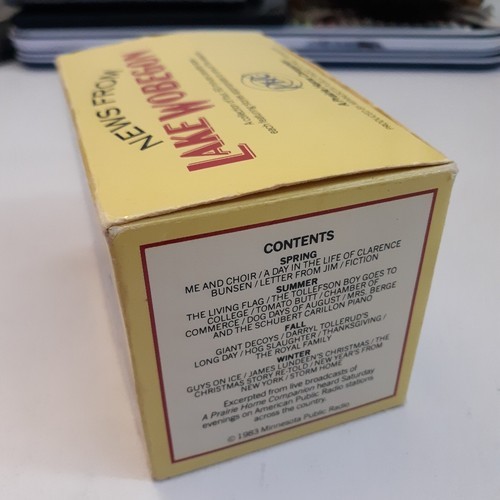 NEWS FROM
LAKE WOBEGON
CONTENTS
SPRING
ME AND CHOIR / A DAY IN THE LIFE OF CLARENCE
BUNSEN / LETTER FROM JIM / FICTION
SUMMER
THE LIVING FLAG / THE TOLLEFSON BOY GOES TO
COLLEGE / TOMATO BUTT / CHAMBER OF
COMMERCE / DOG DAYS OF AUGUST / MRS. BERGE
AND THE SCHUBERT CARILLON PIANO
FALL
GIANT DECOYS / DARRYL TOLLERUD'S
LONG DAY / HOG SLAUGHTER / THANKSGIVING /
THE ROYAL FAMILY
WINTER
GUYS ON ICE / JAMES LUNDEEN'S CHRISTMAS / THE
CHRISTMAS STORY RE-TOLD / NEW YEAR'S FROM
NEW YORK / STORM HOME
Excerpted from live broadcasts of
A Prairie Home Companion heard Saturday
evenings on American Public Radio stations
across the country.
© 1983 Minnesota Public Radio